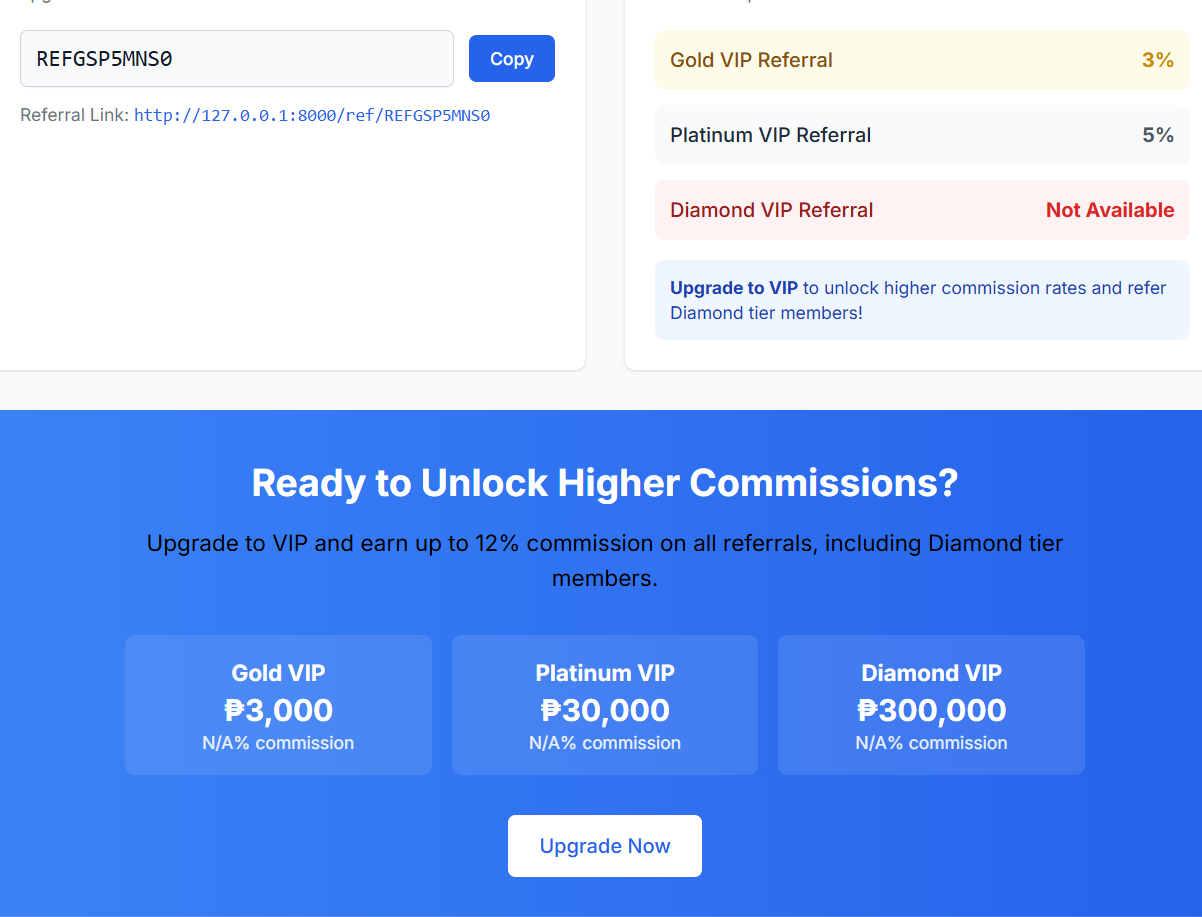 REFGSP5MNS0
Copy
Referral Link: http://127.0.0.1:8000/ref/REFGSP5MNS0
Gold VIP Referral 3%
Platinum VIP Referral 5%
Diamond VIP Referral Not Available
Upgrade to VIP to unlock higher commission rates and refer
Diamond tier members!
Ready to Unlock Higher Commissions?
Upgrade to VIP and earn up to 12% commission on all referrals, including Diamond tier
members.
Gold VIP
₱3,000
N/A% commission
Platinum VIP
₱30,000
N/A% commission
Diamond VIP
₱300,000
N/A% commission
Upgrade Now